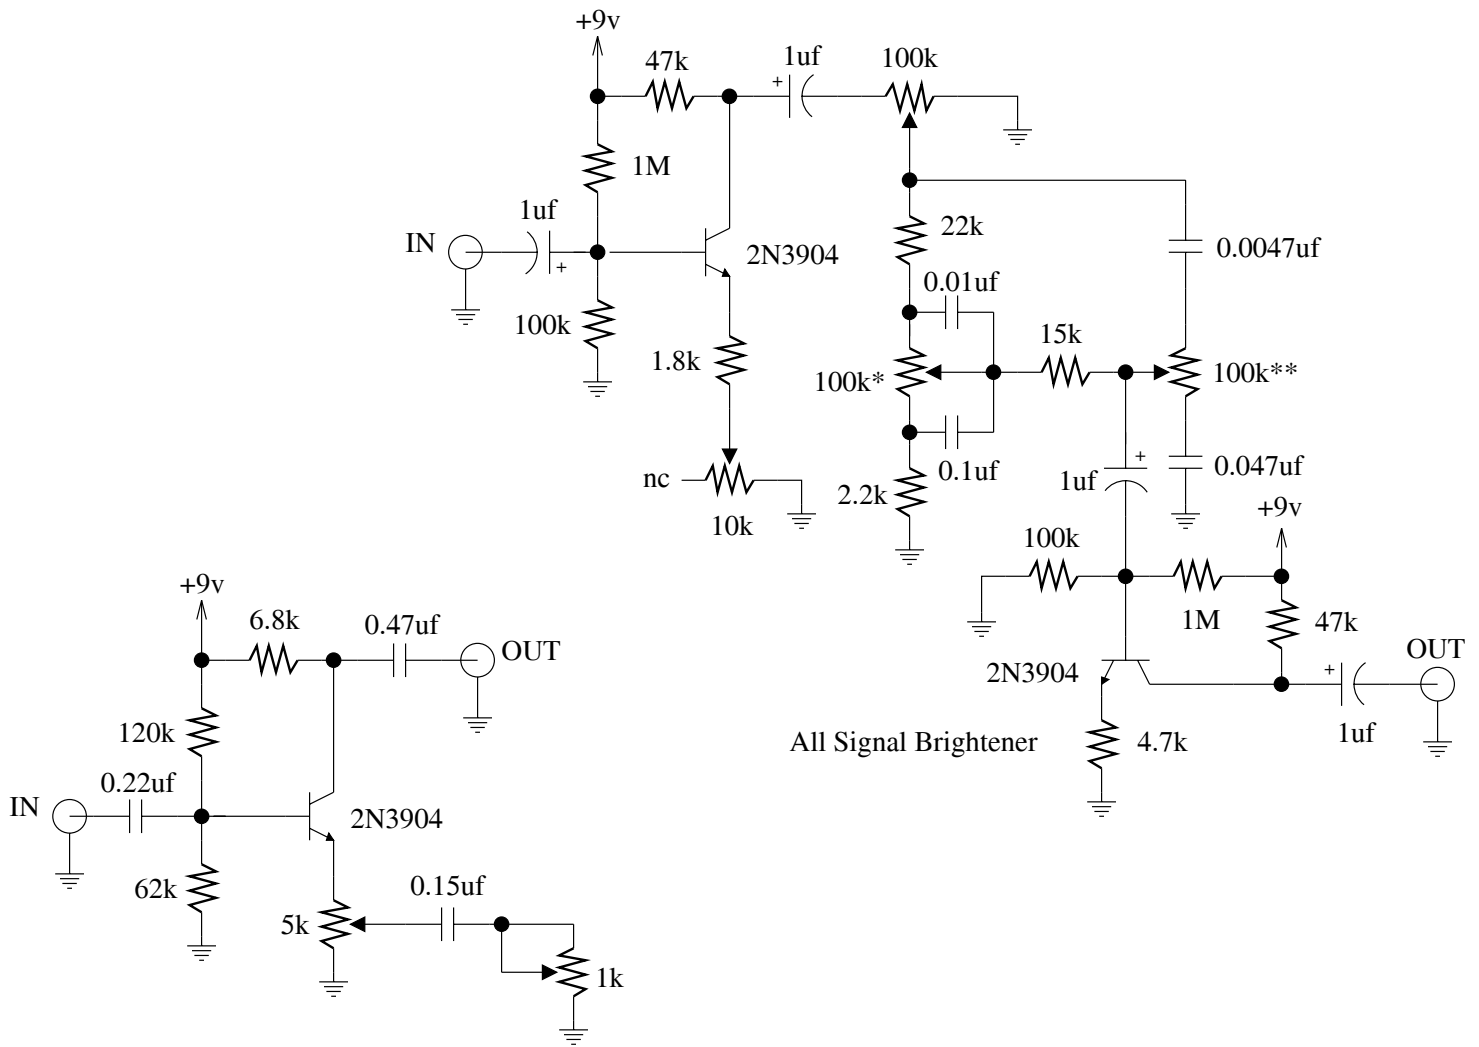 +9v
47k
1uf
100k
1M
1uf
IN
2N3904
22k
0.0047uf
0.01uf
100k
1.8k
15k
100k*
100k**
nc
0.1uf
1uf
0.047uf
2.2k
10k
+9v
100k
1M
47k
OUT
2N3904
1uf
4.7k
All Signal Brightener
+9v
6.8k
0.47uf
OUT
120k
0.22uf
IN
2N3904
62k
0.15uf
5k
1k
+
+
+
+